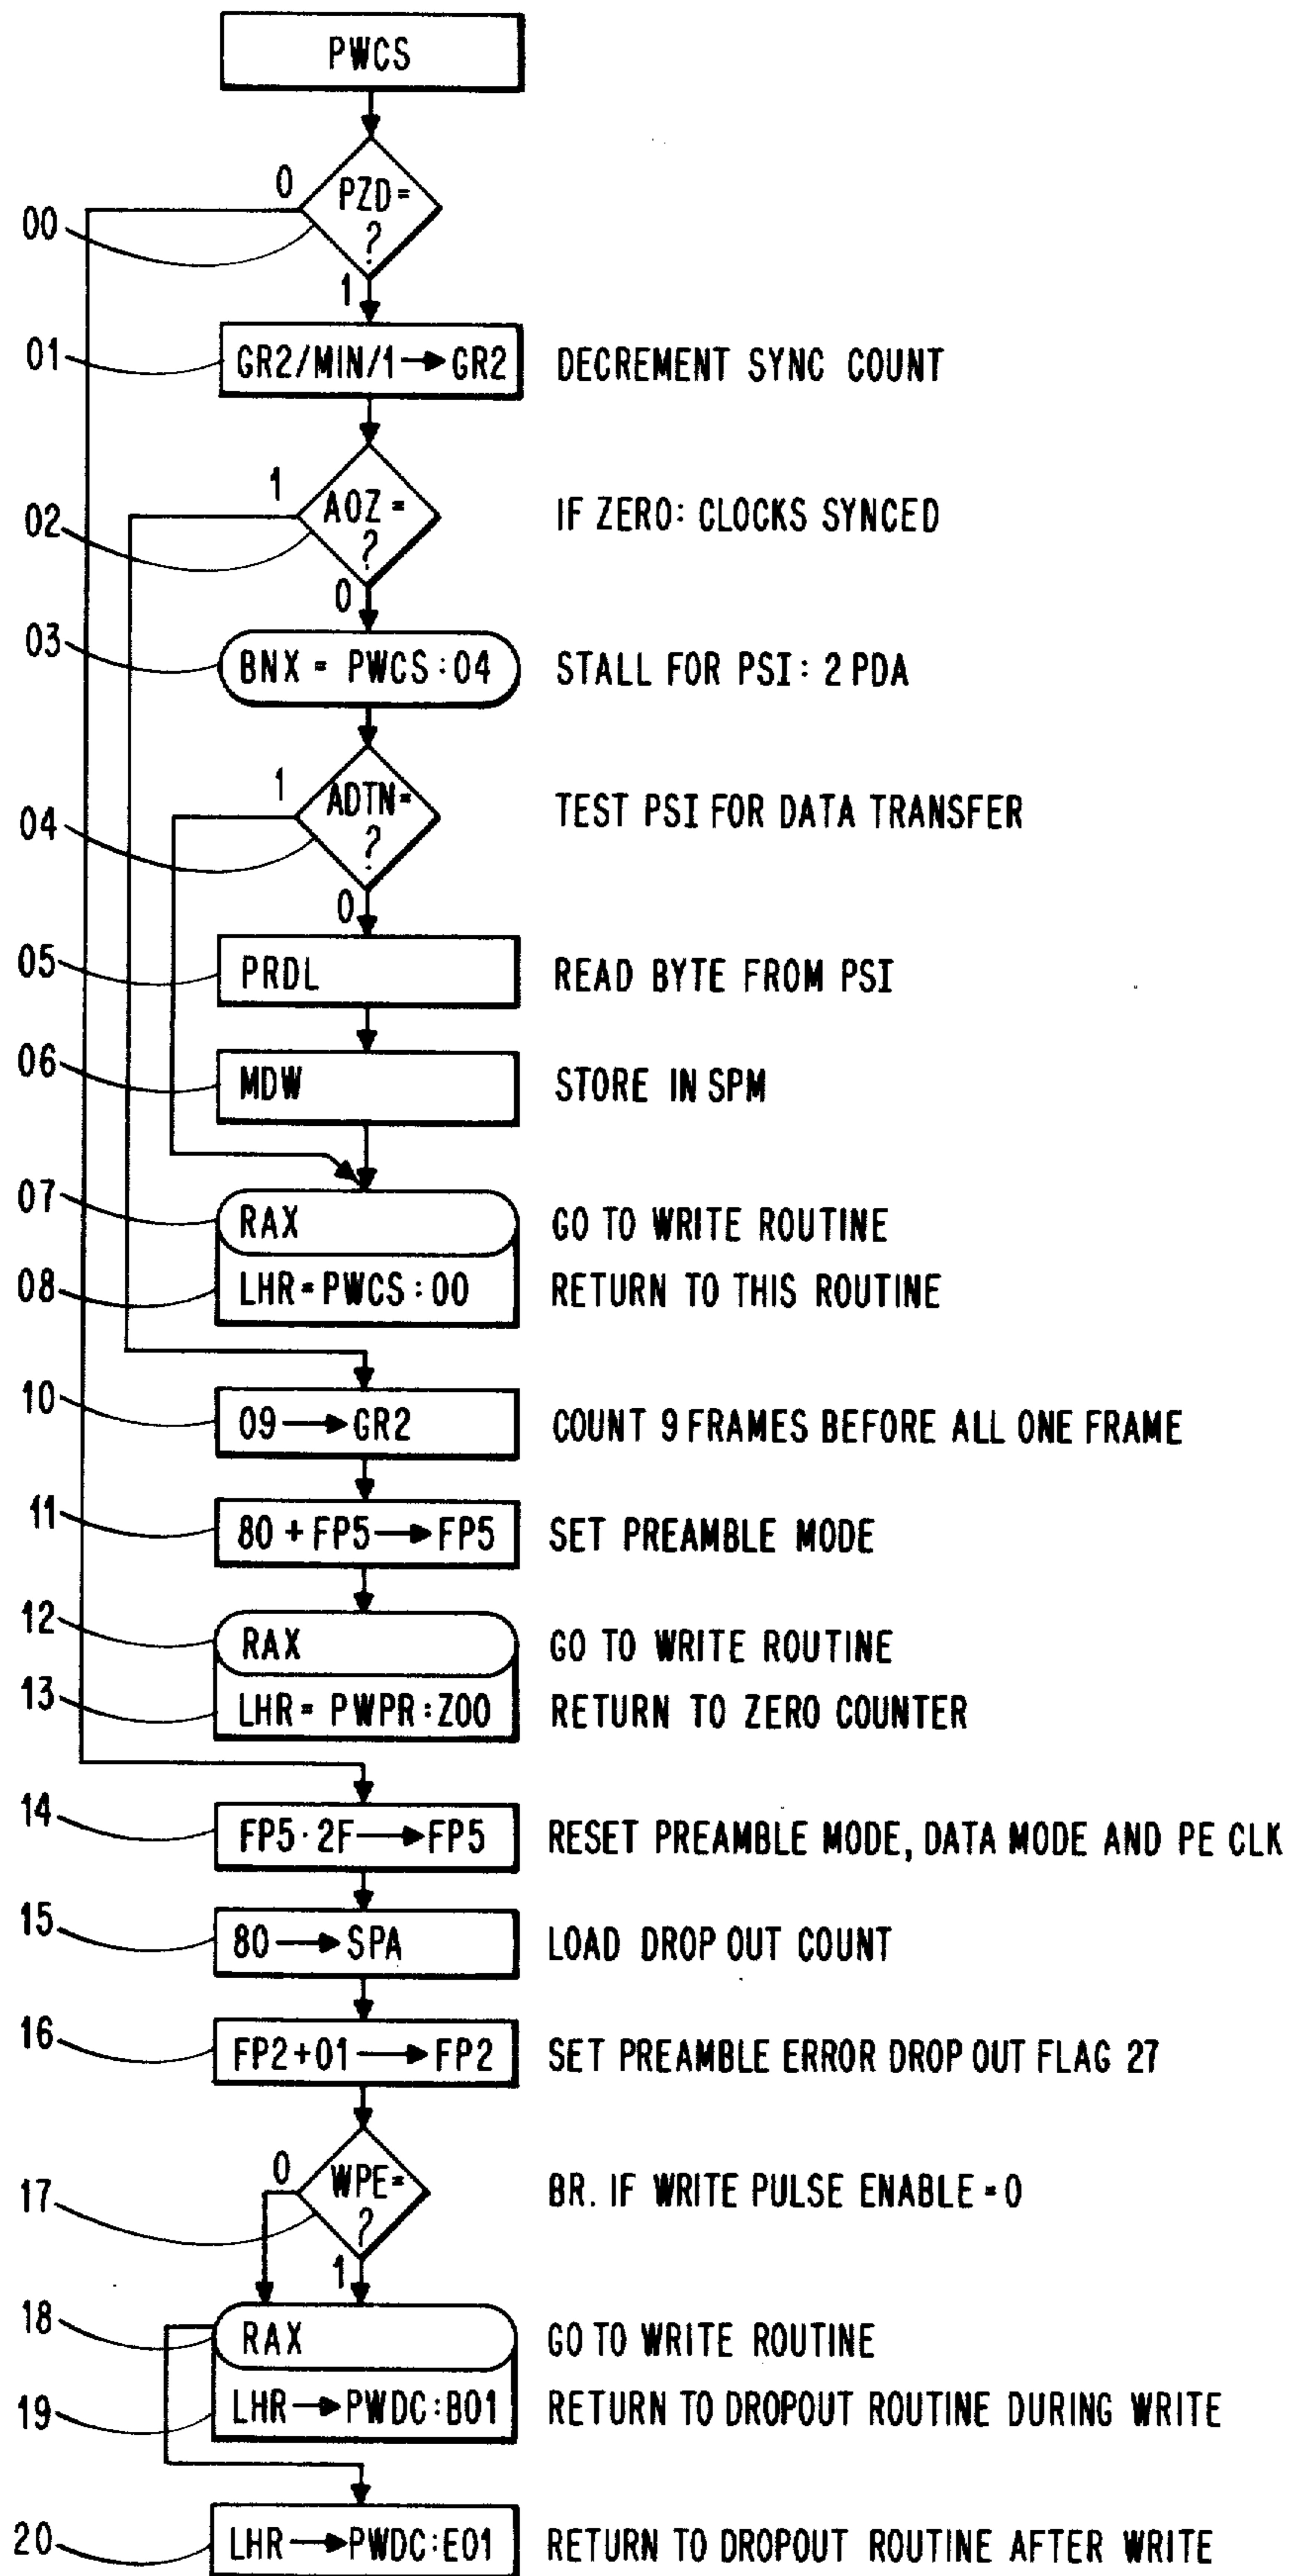 PWCS
0
PZD=
00
?
1
01 GR2/MIN/1→GR2 DECREMENT SYNC COUNT
1
02 AOZ= IF ZERO: CLOCKS SYNCED
?
0
03 BNX = PWCS:04 STALL FOR PSI: 2 PDA
1
04 ADTN= TEST PSI FOR DATA TRANSFER
?
0
05 PRDL READ BYTE FROM PSI
06 MDW STORE IN SPM
07 RAX GO TO WRITE ROUTINE
08 LHR=PWCS:00 RETURN TO THIS ROUTINE
10 09→GR2 COUNT 9 FRAMES BEFORE ALL ONE FRAME
11 80+FP5→FP5 SET PREAMBLE MODE
12 RAX GO TO WRITE ROUTINE
13 LHR= PWPR:Z00 RETURN TO ZERO COUNTER
14 FP5·2F→FP5 RESET PREAMBLE MODE, DATA MODE AND PE CLK
15 80→SPA LOAD DROP OUT COUNT
16 FP2+01→FP2 SET PREAMBLE ERROR DROP OUT FLAG 27
0
17 WPE= BR. IF WRITE PULSE ENABLE=0
?
1
18 RAX GO TO WRITE ROUTINE
19 LHR→PWDC:B01 RETURN TO DROPOUT ROUTINE DURING WRITE
20 LHR→PWDC:E01 RETURN TO DROPOUT ROUTINE AFTER WRITE